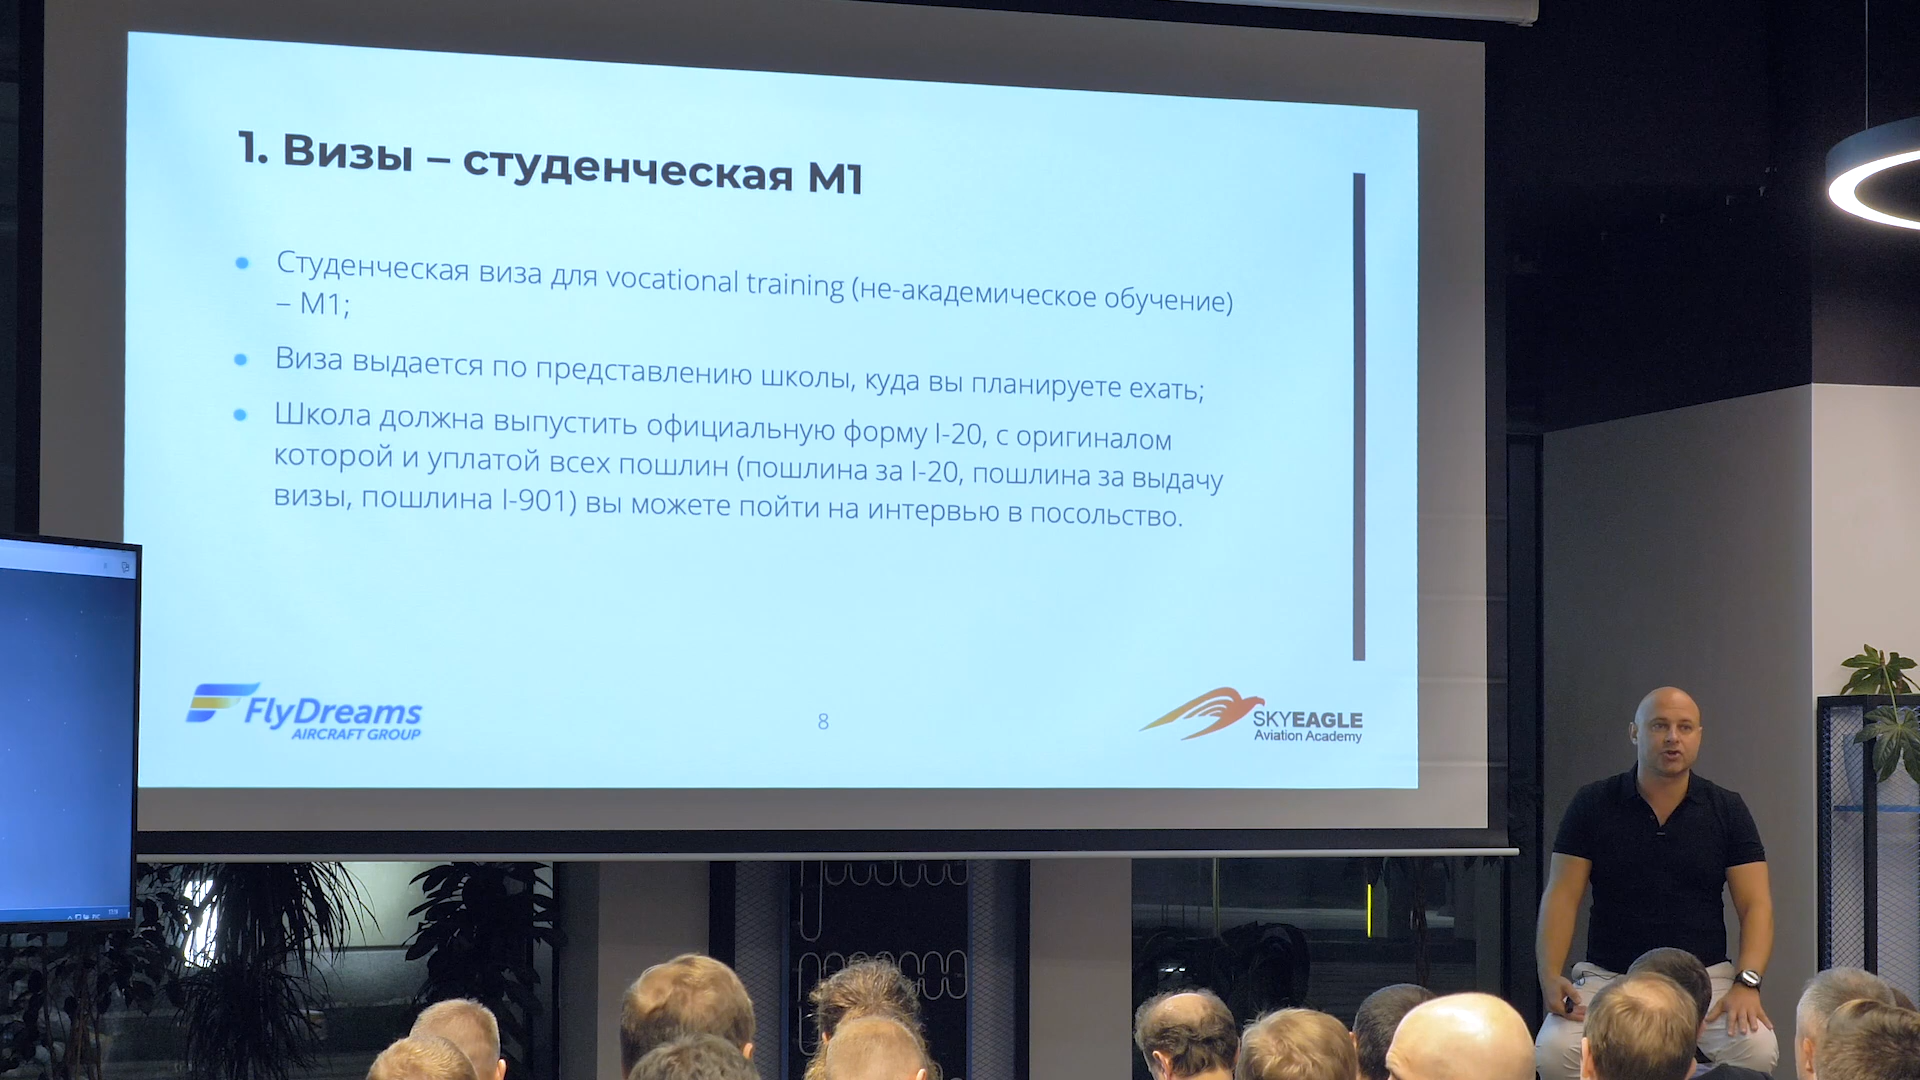 1. Визы – студенческая М1
Студенческая виза для vocational training (не-академическое обучение)
– М1;
Виза выдается по представлению школы, куда вы планируете ехать;
Школа должна выпустить официальную форму I-20, с оригиналом
которой и уплатой всех пошлин (пошлина за I-20, пошлина за выдачу
визы, пошлина I-901) вы можете пойти на интервью в посольство.
FlyDreams
AIRCRAFT GROUP
8
SKYEAGLE
Aviation Academy